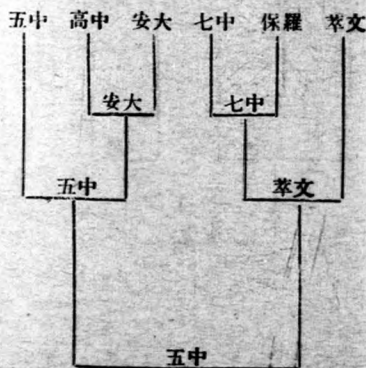 五中 高中 安大 七中 保羅 萃文
安大 七中
五中 萃文
五中